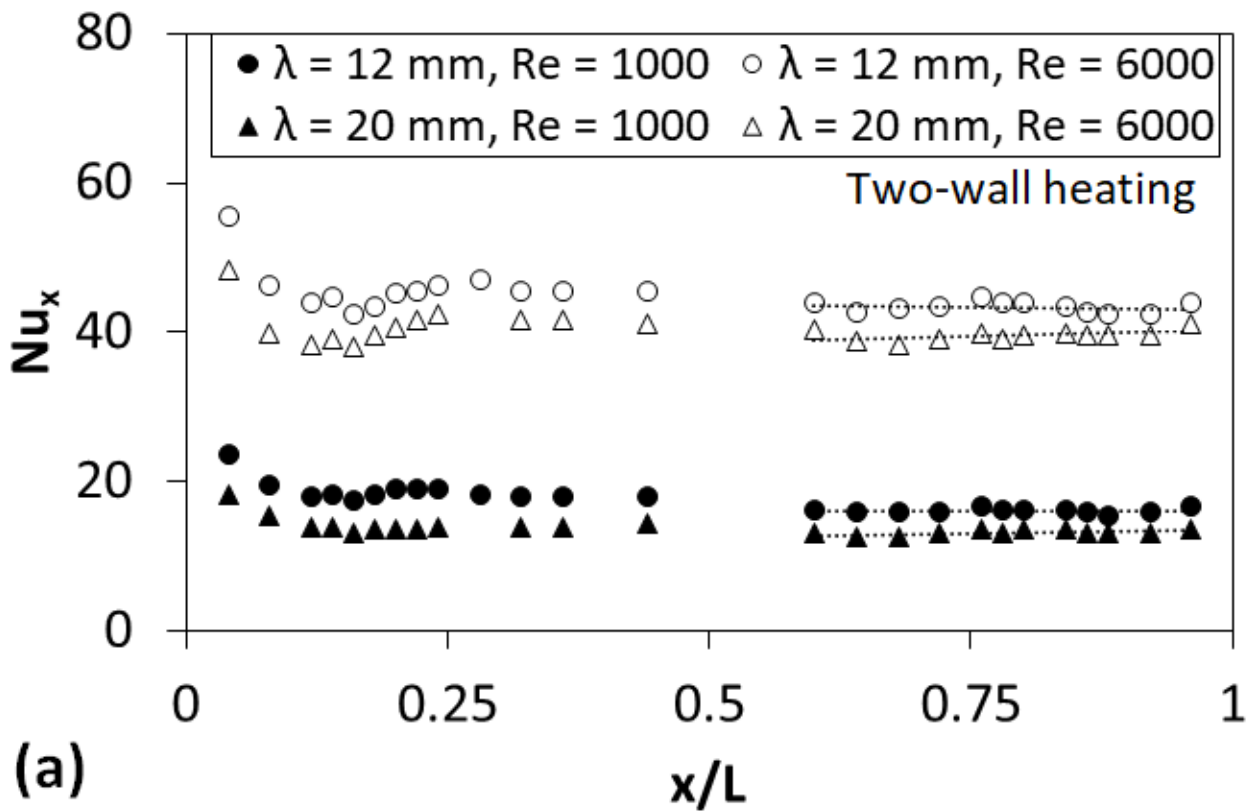 80
● λ = 12 mm, Re = 1000 ○ λ = 12 mm, Re = 6000
▲ λ = 20 mm, Re = 1000 △ λ = 20 mm, Re = 6000
Two-wall heating
60
40
20
0
Nuₓ
0 0.25 0.5 0.75 1
(a)
x/L